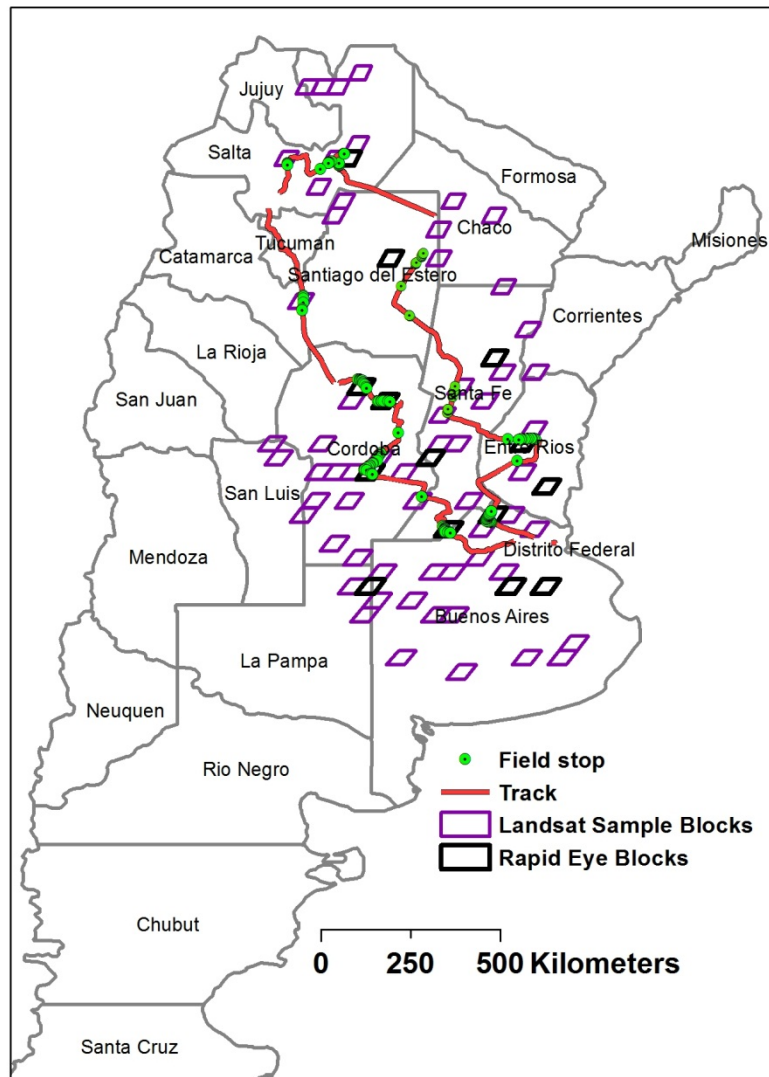 Jujuy
Salta
Formosa
Chaco
Misiones
Tucuman
Catamarca
Santiago del Estero
Corrientes
La Rioja
San Juan
Santa Fe
Entre Rios
Cordoba
San Luis
Mendoza
Distrito Federal
Buenos Aires
La Pampa
Neuquen
Rio Negro
Field stop
Track
Landsat Sample Blocks
Rapid Eye Blocks
Chubut
0 250 500 Kilometers
Santa Cruz